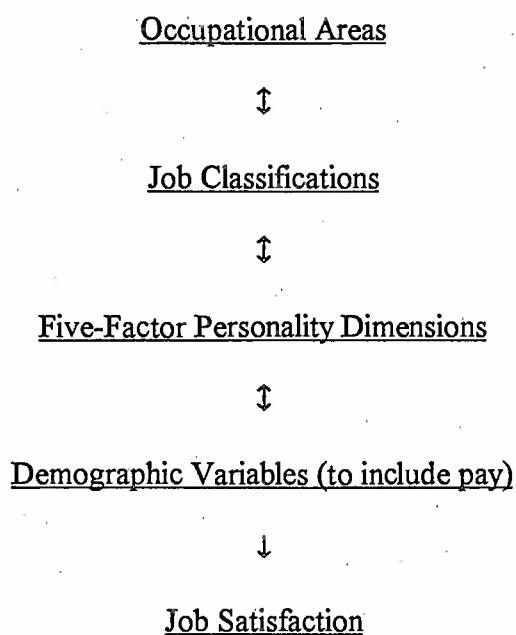 Occupational Areas
↕
Job Classifications
↕
Five-Factor Personality Dimensions
↕
Demographic Variables (to include pay)
↓
Job Satisfaction